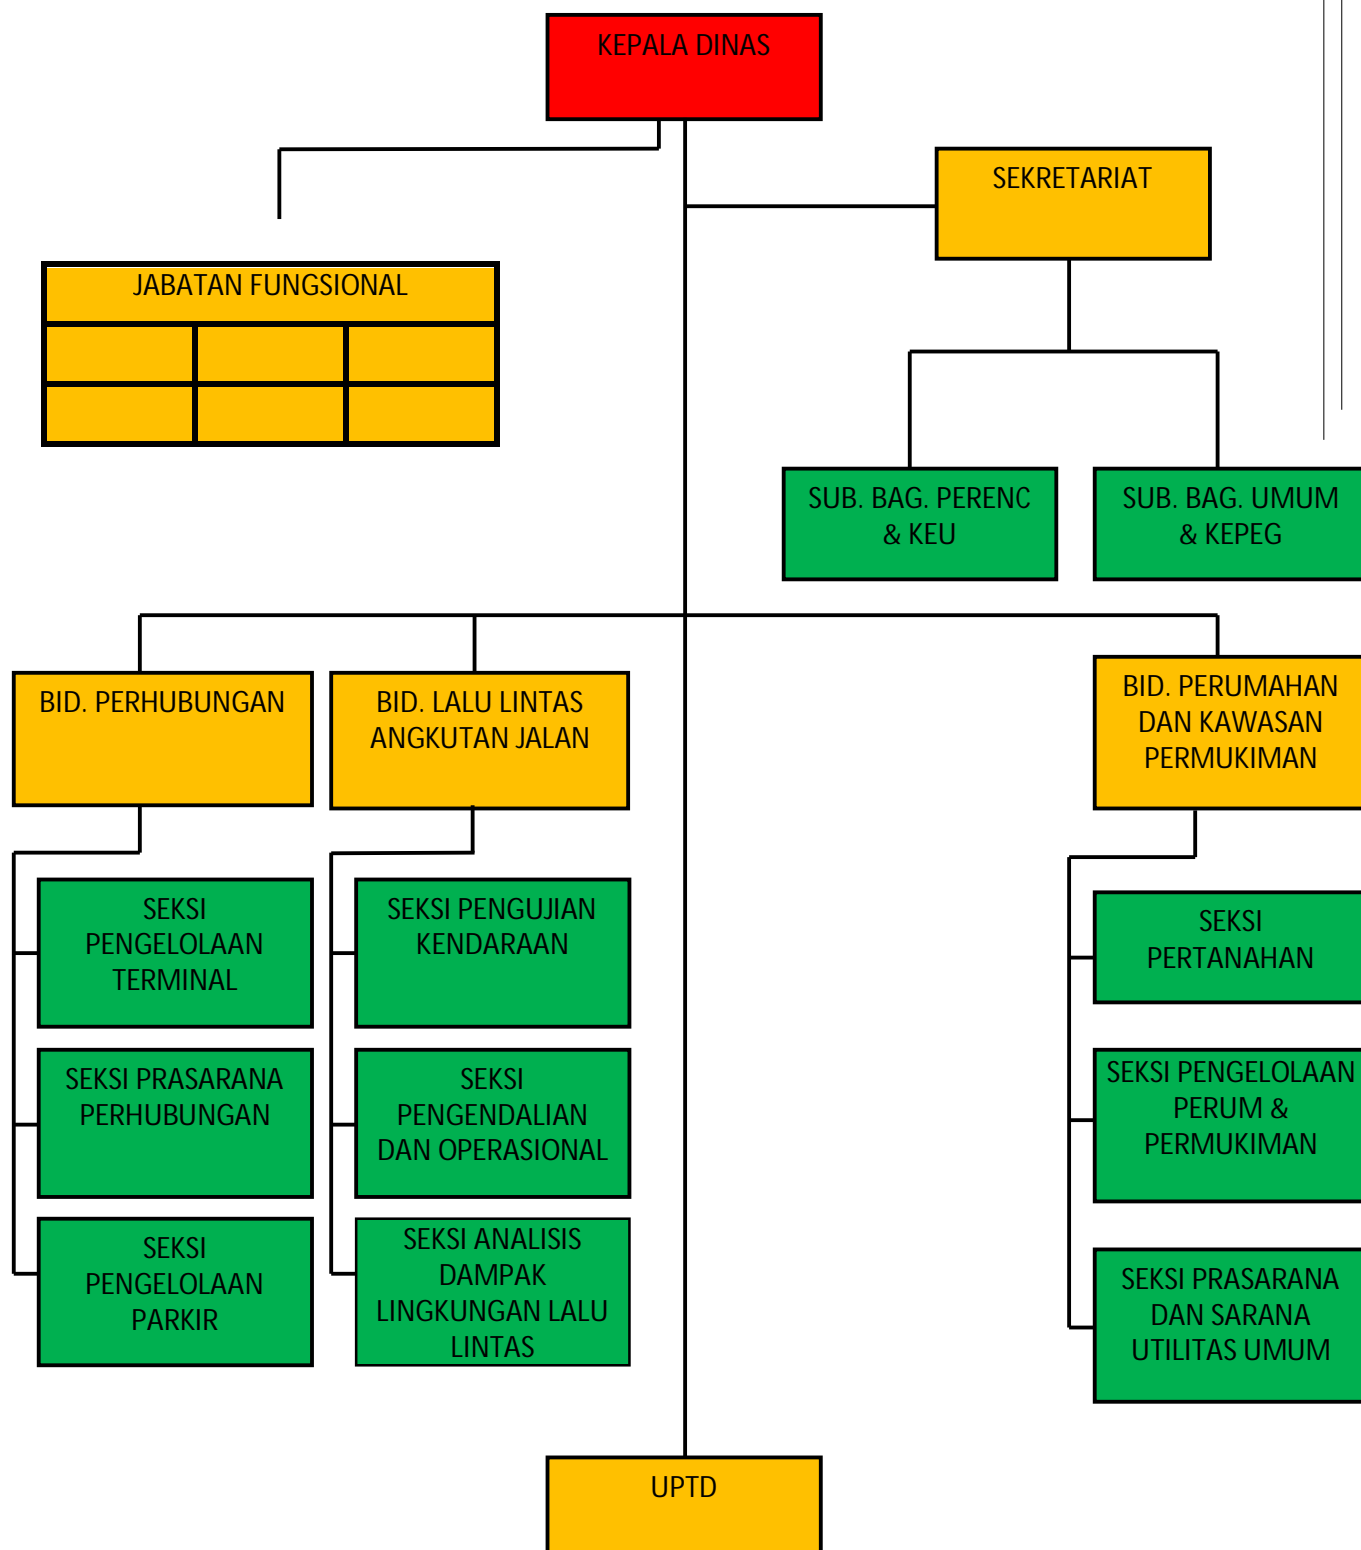 KEPALA DINAS
SEKRETARIAT
JABATAN FUNGSIONAL
SUB. BAG. PERENC
& KEU
SUB. BAG. UMUM
& KEPEG
BID. PERHUBUNGAN
BID. LALU LINTAS
ANGKUTAN JALAN
BID. PERUMAHAN
DAN KAWASAN
PERMUKIMAN
SEKSI
PENGELOLAAN
TERMINAL
SEKSI PENGUJIAN
KENDARAAN
SEKSI
PERTANAHAN
SEKSI PRASARANA
PERHUBUNGAN
SEKSI
PENGENDALIAN
DAN OPERASIONAL
SEKSI PENGELOLAAN
PERUM &
PERMUKIMAN
SEKSI
PENGELOLAAN
PARKIR
SEKSI ANALISIS
DAMPAK
LINGKUNGAN LALU
LINTAS
SEKSI PRASARANA
DAN SARANA
UTILITAS UMUM
UPTD